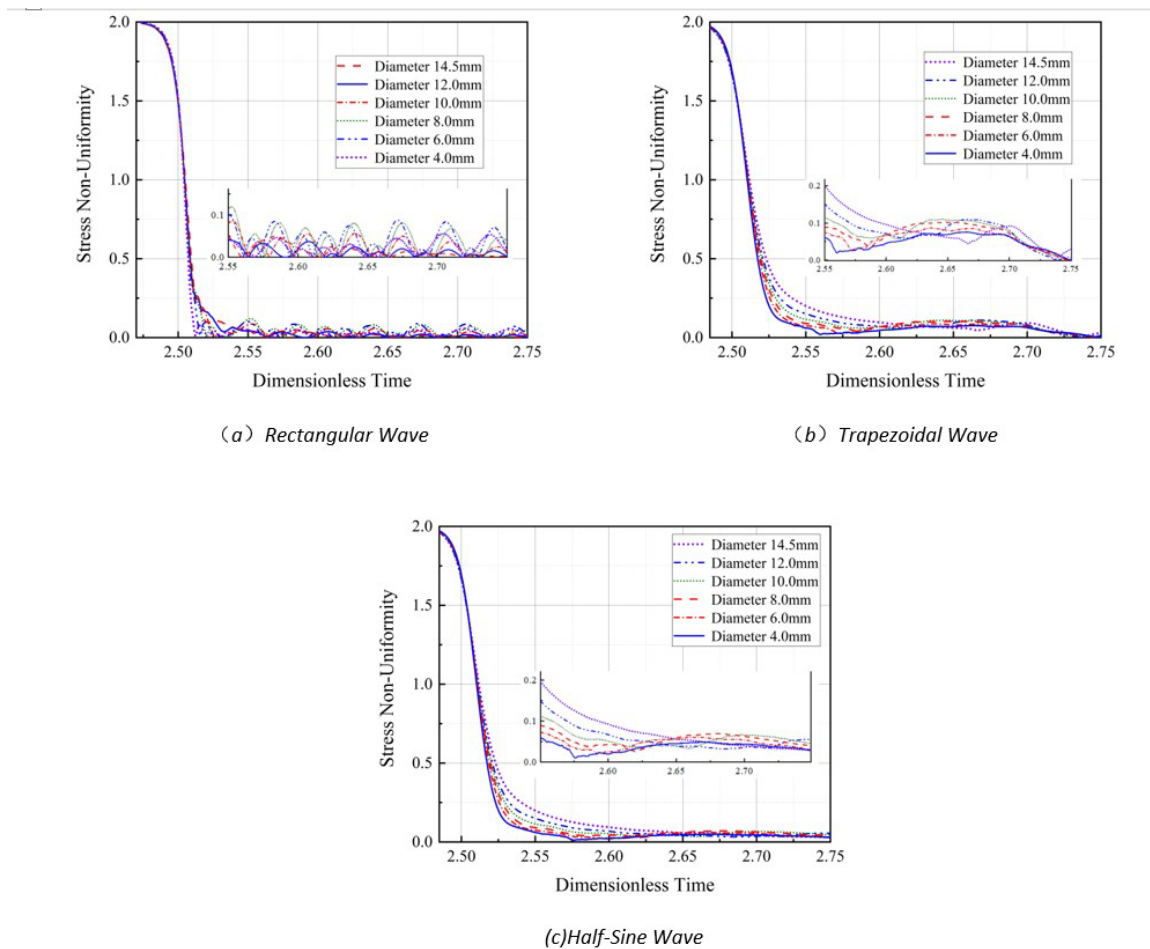 2.0
1.5
1.0
0.5
0.0
Stress Non-Uniformity
Diameter 14.5mm
Diameter 12.0mm
Diameter 10.0mm
Diameter 8.0mm
Diameter 6.0mm
Diameter 4.0mm
0.1
0.0
2.55
2.60
2.65
2.70
2.50
2.55
2.60
2.65
2.70
2.75
Dimensionless Time
（a）Rectangular Wave
2.0
1.5
1.0
0.5
0.0
Stress Non-Uniformity
Diameter 14.5mm
Diameter 12.0mm
Diameter 10.0mm
Diameter 8.0mm
Diameter 6.0mm
Diameter 4.0mm
0.2
0.1
0.0
2.55
2.60
2.65
2.70
2.75
2.50
2.55
2.60
2.65
2.70
2.75
Dimensionless Time
（b）Trapezoidal Wave
2.0
1.5
1.0
0.5
0.0
Stress Non-Uniformity
Diameter 14.5mm
Diameter 12.0mm
Diameter 10.0mm
Diameter 8.0mm
Diameter 6.0mm
Diameter 4.0mm
0.2
0.1
0.0
2.60
2.65
2.70
2.50
2.55
2.60
2.65
2.70
2.75
Dimensionless Time
(c)Half-Sine Wave